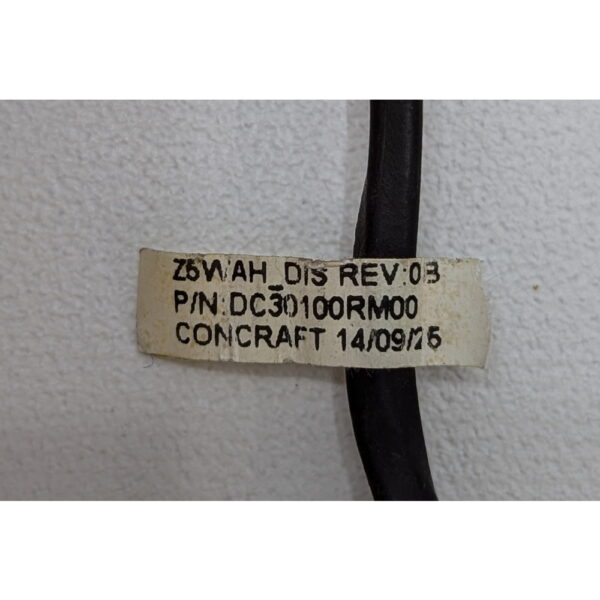 Z5WAH_DIS REV:0B
P/N:DC30100RM00
CONCRAFT 14/09/25